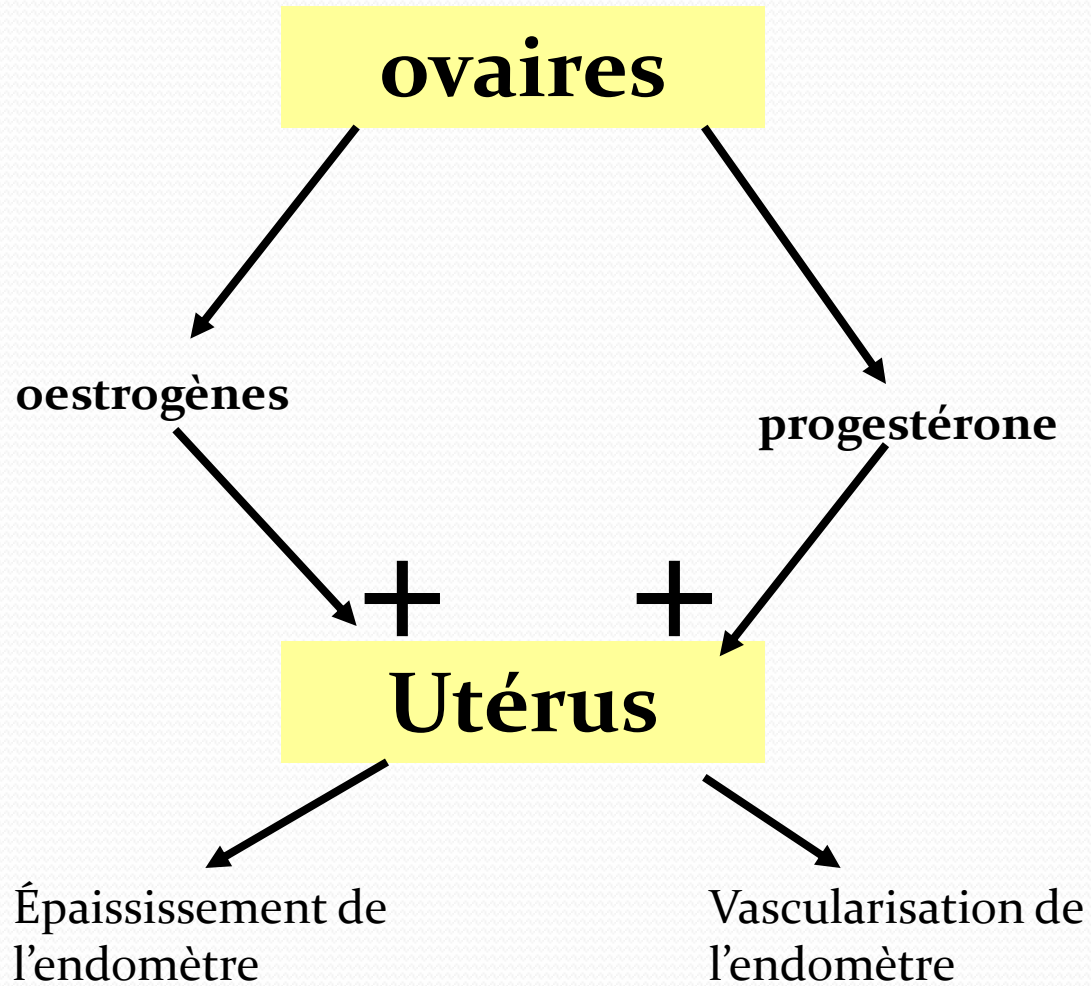 ovaires
oestrogènes
progestérone
+ +
Utérus
Épaississement de
l’endomètre
Vascularisation de
l’endomètre